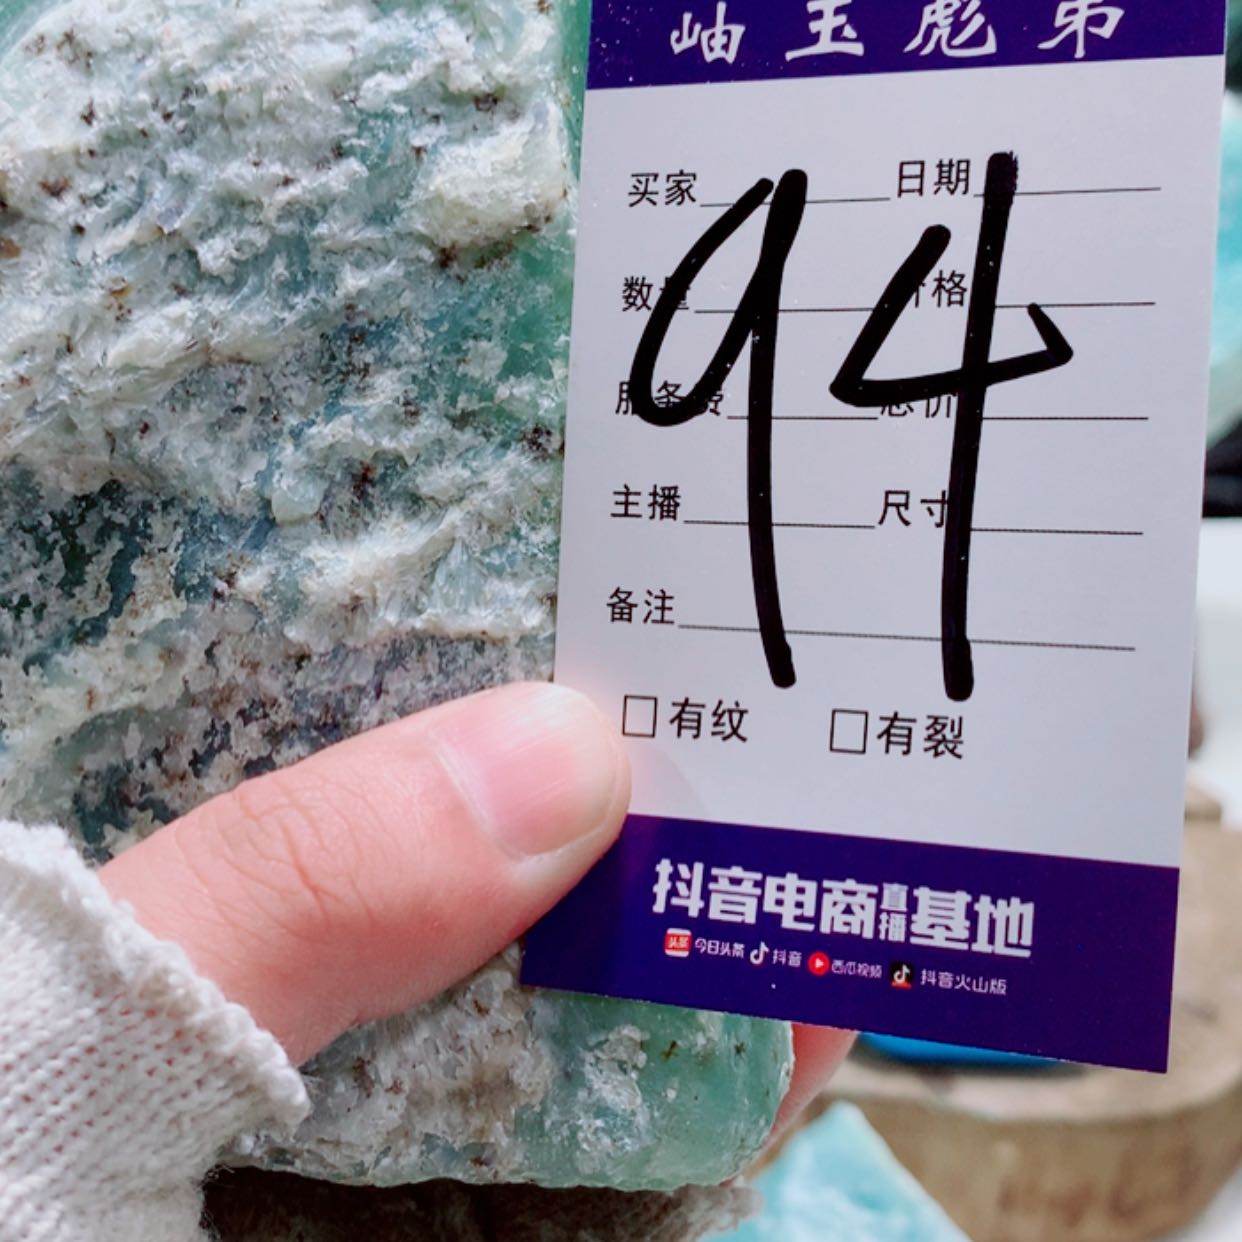 岫玉彪弟
买家 日期
数量 价格
服务费 总价
94
主播 尺寸
备注
有纹 有裂
抖音电商直播基地
头条 今日头条 抖音 西瓜视频 抖音火山版